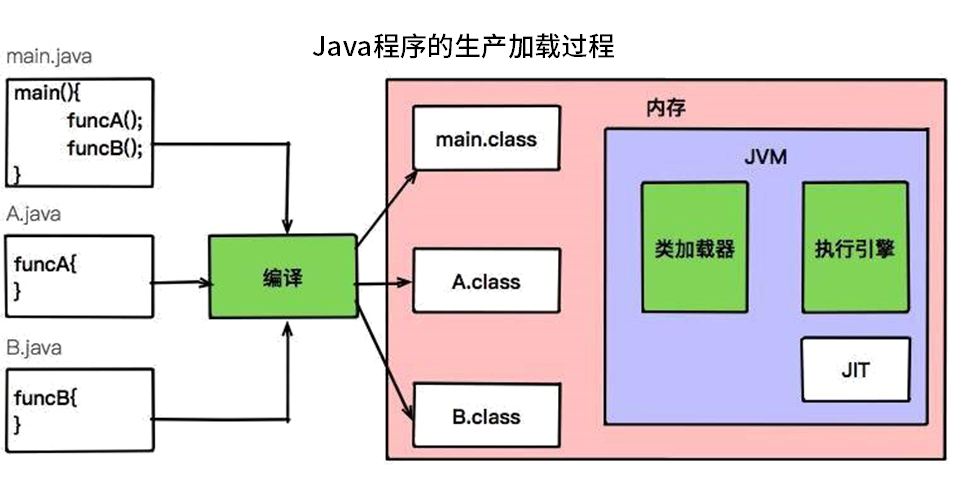 Java程序的生产加载过程
main.java
main(){
funcA();
funcB();
}
A.java
funcA{
}
B.java
funcB{
}
编译
内存
main.class
A.class
B.class
JVM
类加载器
执行引擎
JIT